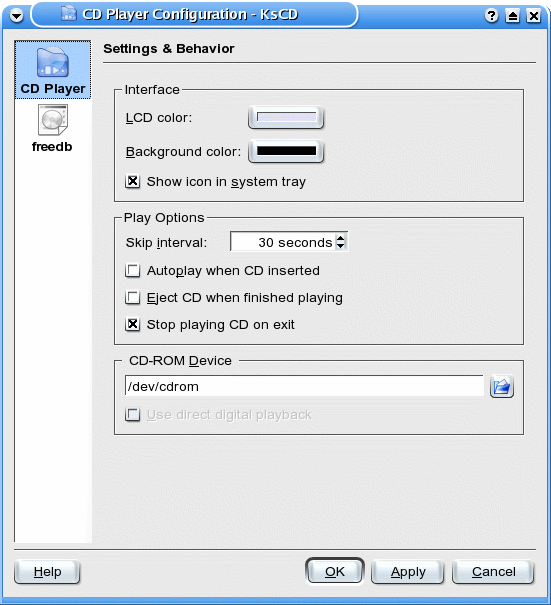 CD Player Configuration - KsCD
CD Player
freedb
Settings & Behavior
Interface
LCD color:
Background color:
Show icon in system tray
Play Options
Skip interval: 30 seconds
Autoplay when CD inserted
Eject CD when finished playing
Stop playing CD on exit
CD-ROM Device
/dev/cdrom
Use direct digital playback
Help OK Apply Cancel